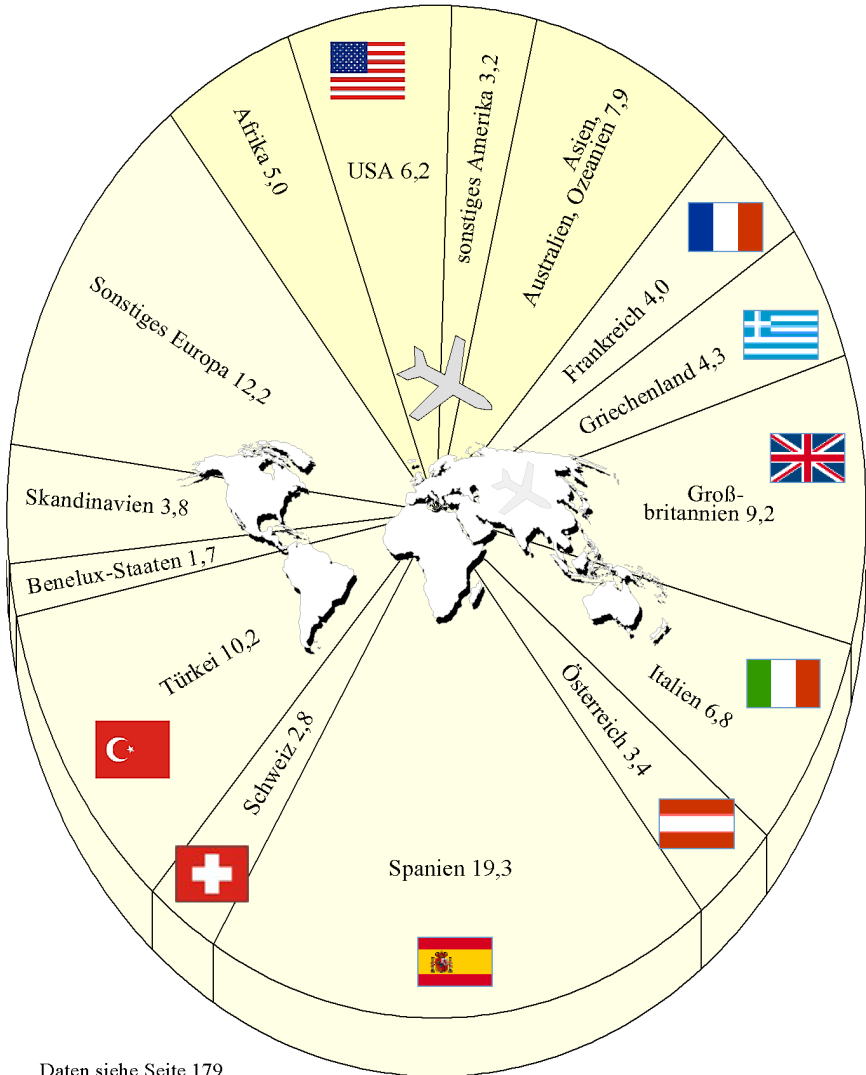 Afrika 5,0
USA 6,2
sonstiges Amerika 3,2
Asien,
Australien, Ozeanien 7,9
Frankreich 4,0
Griechenland 4,3
Groß-
britannien 9,2
Italien 6,8
Österreich 3,4
Spanien 19,3
Schweiz 2,8
Türkei 10,2
Benelux-Staaten 1,7
Skandinavien 3,8
Sonstiges Europa 12,2
Daten siehe Seite 179